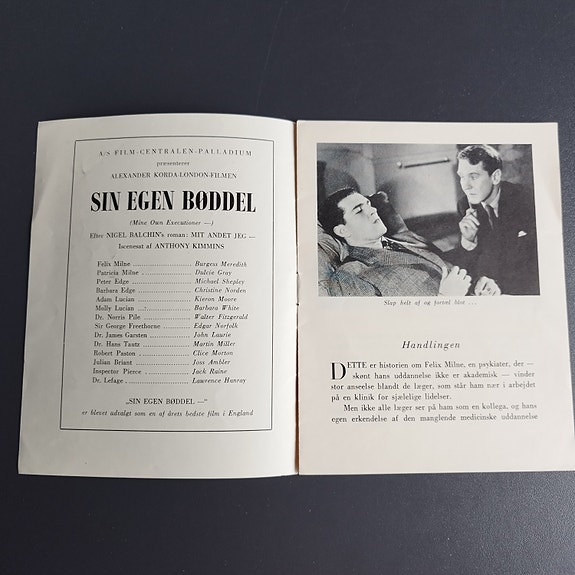 A/S FILM-CENTRALEN-PALLADIUM
præsenterer
ALEXANDER KORDA-LONDON-FILMEN
SIN EGEN BØDDEL
(Mine Own Executioner —)
Efter NIGEL BALCHIN's roman: MIT ANDET JEG —
Iscenesat af ANTHONY KIMMINS
Felix Milne .................... Burgess Meredith
Patricia Milne .................... Dulcie Gray
Peter Edge .................... Michael Shepley
Barbara Edge .................... Christine Norden
Adam Lucian .................... Kieron Moore
Molly Lucian .................... Barbara White
Dr. Norris Pile .................... Walter Fitzgerald
Sir George Freethorne .................... Edgar Norfolk
Dr. James Garsten .................... John Laurie
Dr. Hans Tautz .................... Martin Miller
Robert Paston .................... Clive Morton
Julian Briant .................... Joss Ambler
Inspector Pierce .................... Jack Raine
Dr. Lefage .................... Lawrence Hanray
„SIN EGEN BØDDEL —"
er blevet udvalgt som en af årets bedste film i England
Slap helt af og fortæl blot ....
Handlingen
DETTE er historien om Felix Milne, en psykiater, der —
skønt hans uddannelse ikke er akademisk — vinder
stor anseelse blandt de læger, som står ham nær i arbejdet
på en klinik for sjælelige lidelser.
Men ikke alle læger ser på ham som en kollega, og hans
egen erkendelse af den manglende medicinske uddannelse